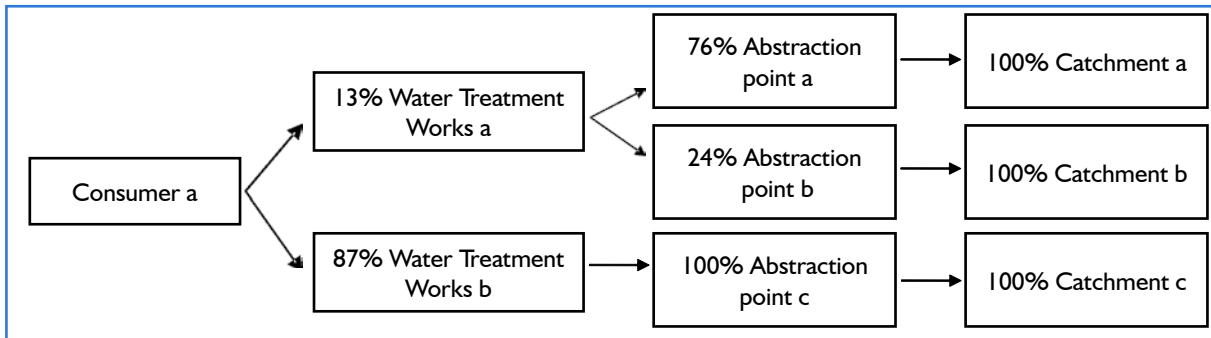 Consumer a
13% Water Treatment
Works a
87% Water Treatment
Works b
76% Abstraction
point a
24% Abstraction
point b
100% Abstraction
point c
100% Catchment a
100% Catchment b
100% Catchment c